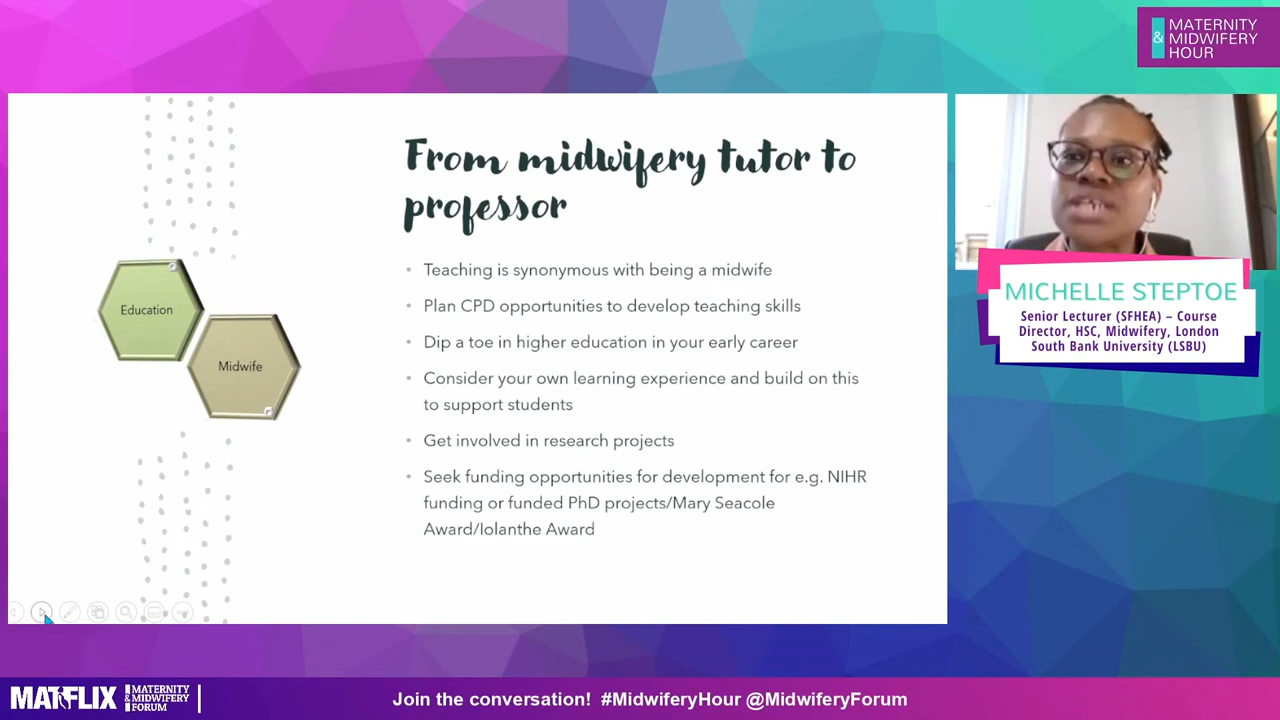 MATERNITY
& MIDWIFERY
HOUR
From midwifery tutor to
professor
Education
Midwife
• Teaching is synonymous with being a midwife
• Plan CPD opportunities to develop teaching skills
• Dip a toe in higher education in your early career
• Consider your own learning experience and build on this
to support students
• Get involved in research projects
• Seek funding opportunities for development for e.g. NIHR
funding or funded PhD projects/Mary Seacole
Award/Iolanthe Award
MICHELLE STEPTOE
Senior Lecturer (SFHEA) – Course
Director, HSC, Midwifery, London
South Bank University (LSBU)
MATFLIX
MATERNITY
& MIDWIFERY
FORUM
Join the conversation! #MidwiferyHour @MidwiferyForum